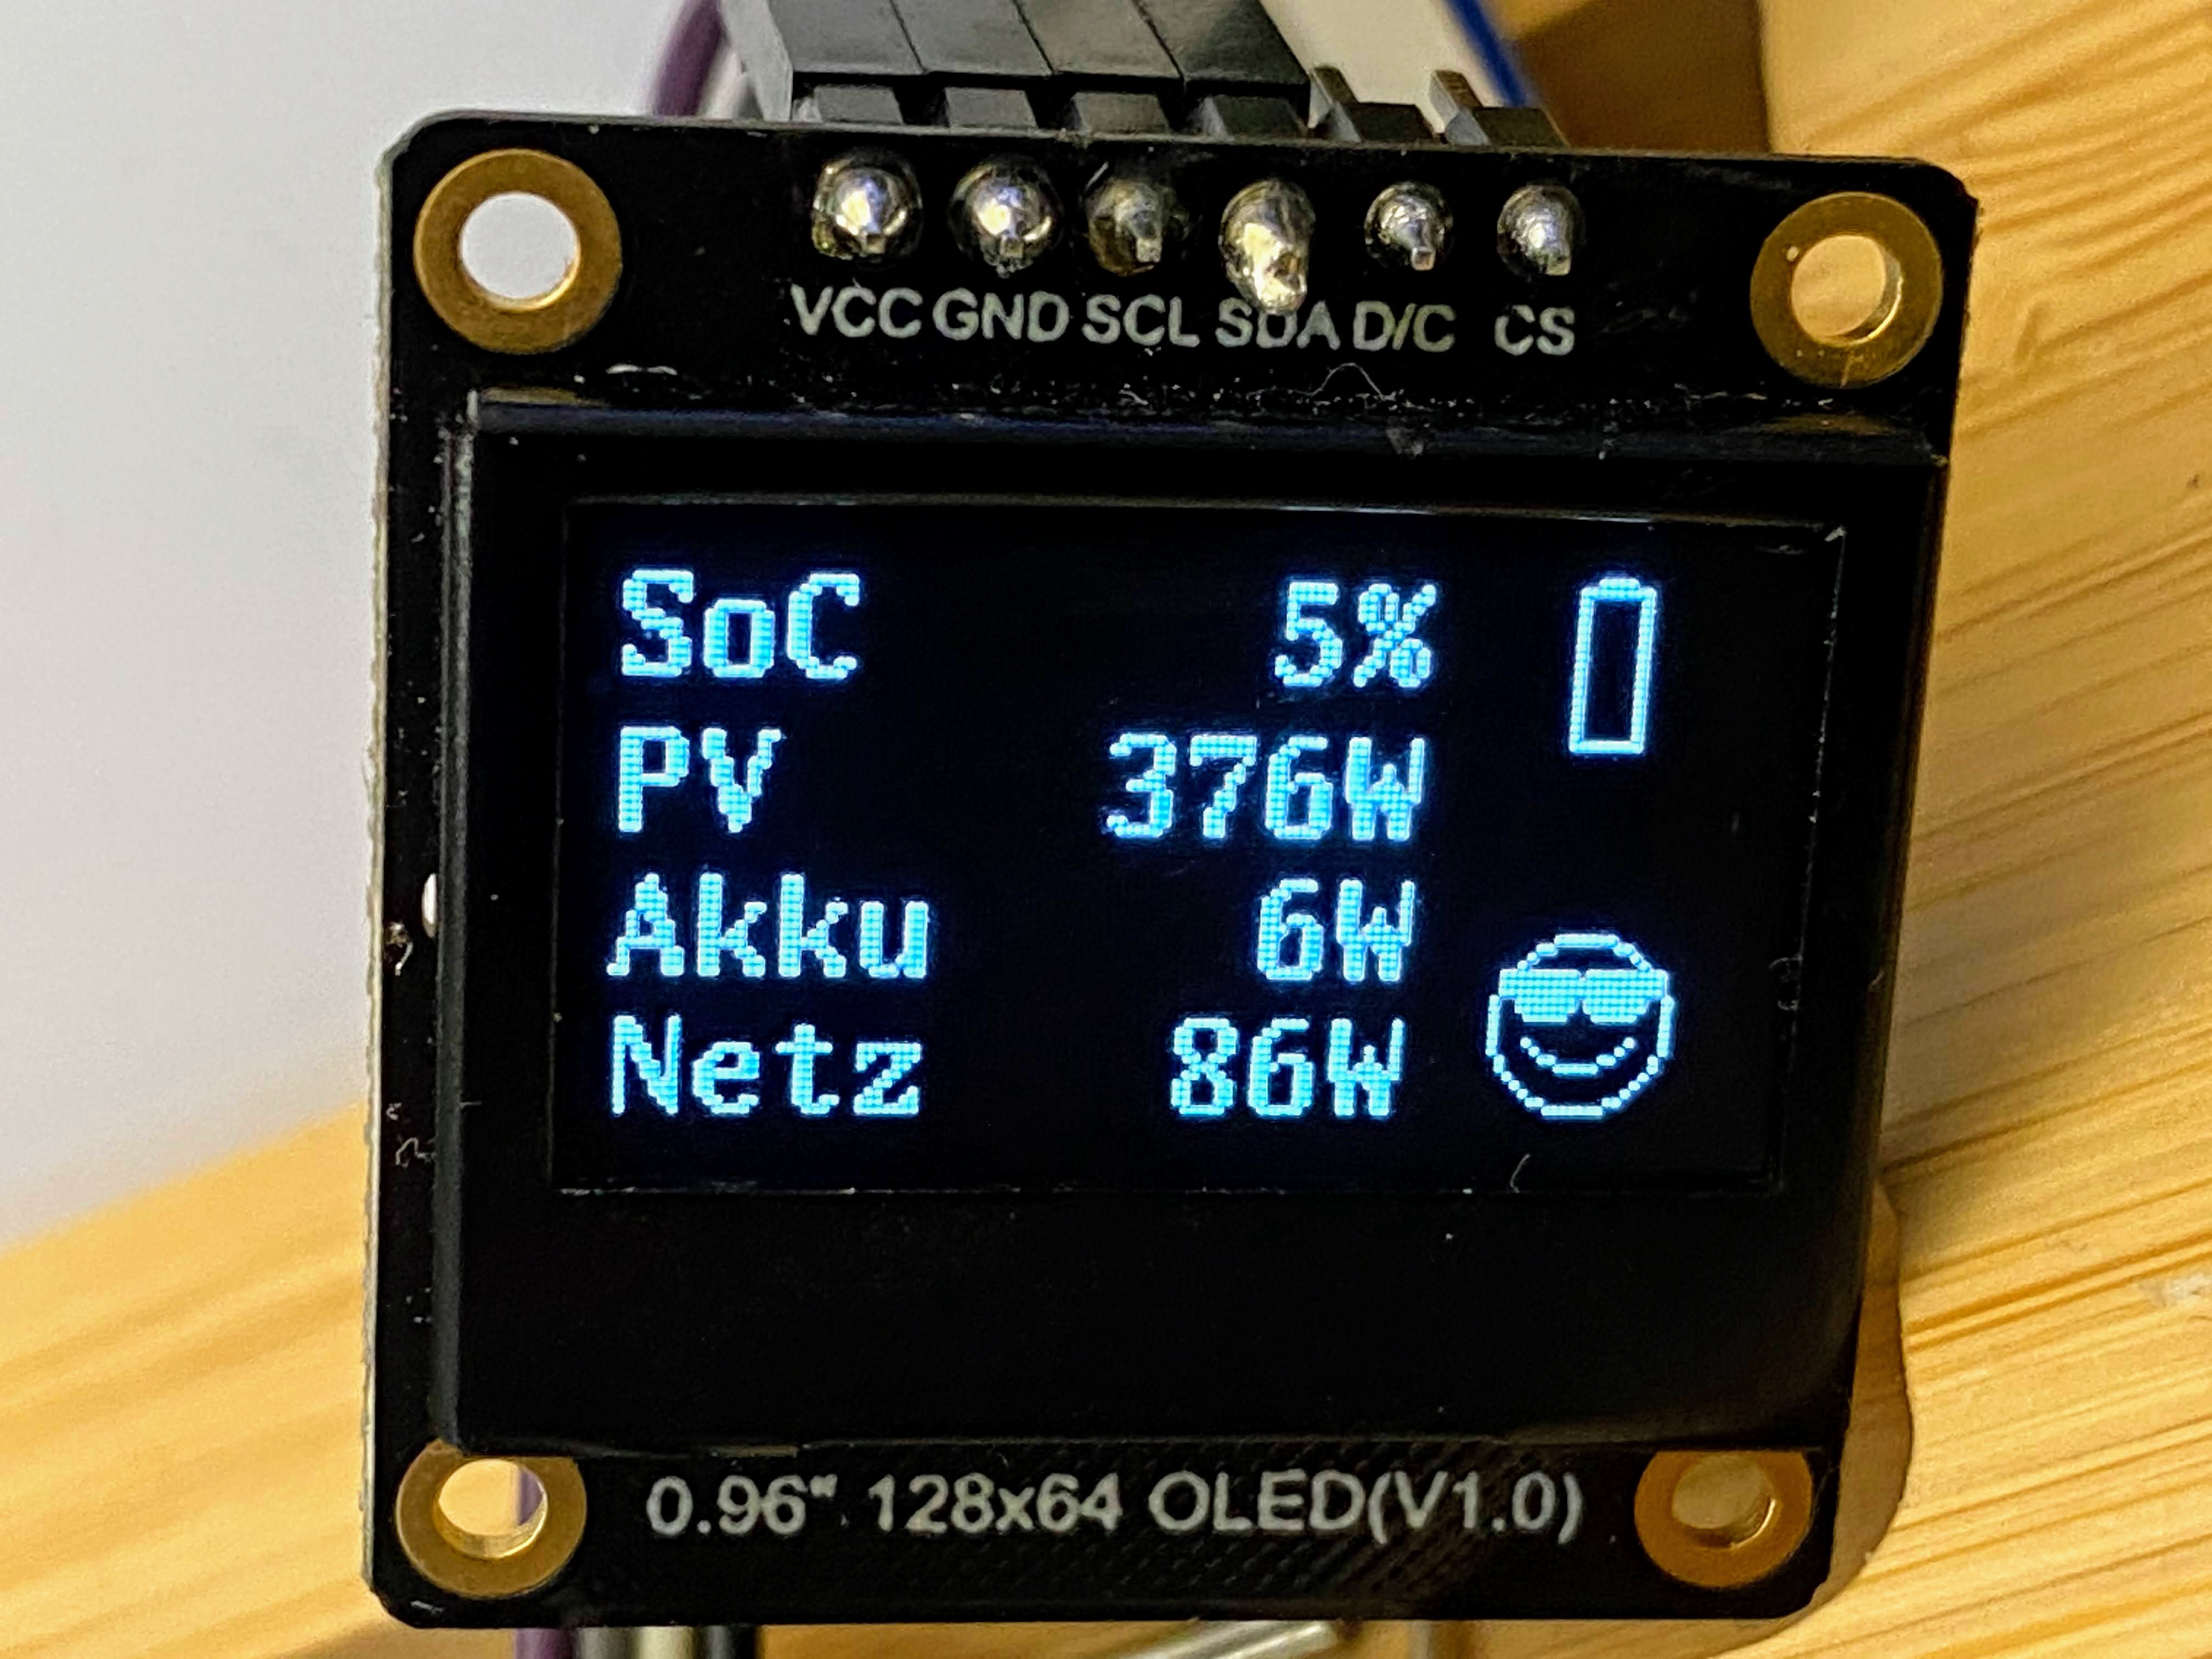 VCC GND SCL SDA D/C CS
SoC 5%
PV 376W
Akku 6W
Netz 86W
0.96" 128x64 OLED(V1.0)